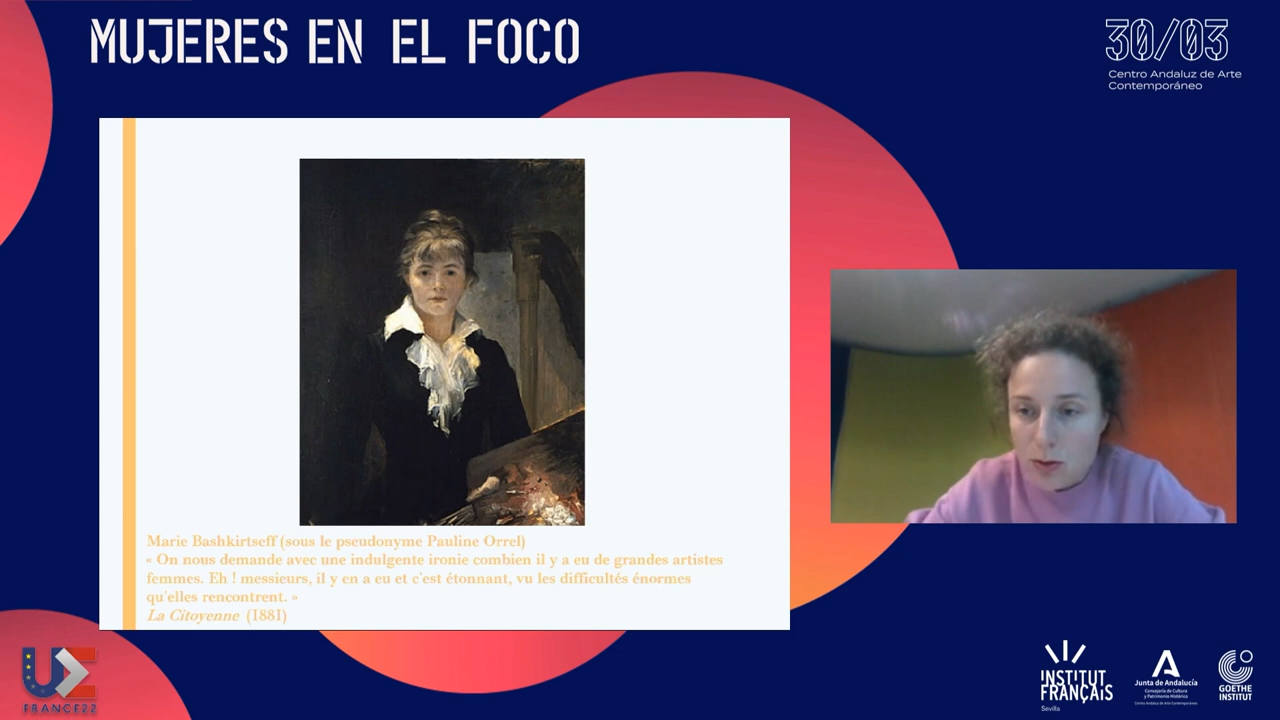 MUJERES EN EL FOCO
30/03
Centro Andaluz de Arte
Contemporáneo
Marie Bashkirtseff (sous le pseudonyme Pauline Orrel)
« On nous demande avec une indulgente ironie combien il y a eu de grandes artistes
femmes. Eh ! messieurs, il y en a eu et c'est étonnant, vu les difficultés énormes
qu'elles rencontrent. »
La Citoyenne (1881)
UE
FRANCE22
INSTITUT
FRANÇAIS
Sevilla
Junta de Andalucía
Consejería de Cultura
y Patrimonio Histórico
Centro Andaluz de Arte Contemporáneo
GOETHE
INSTITUT